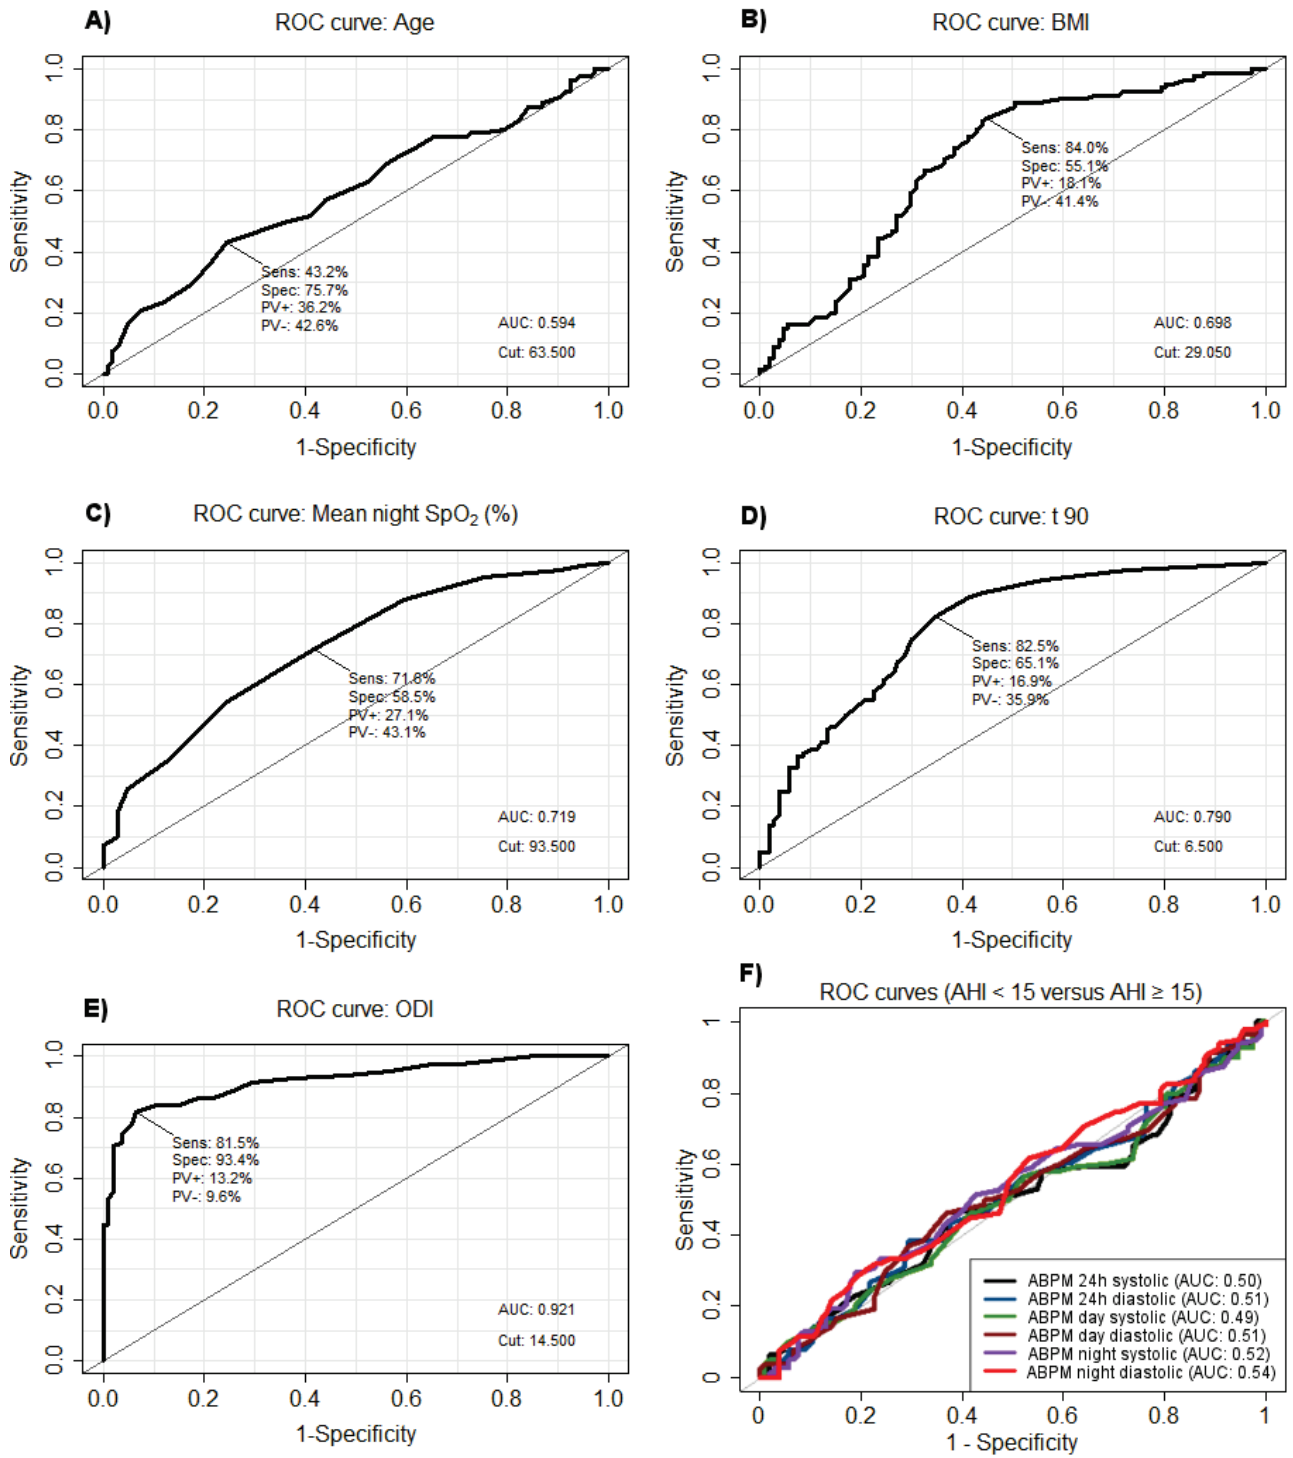 A)
ROC curve: Age
Sensitivity
0.0 0.2 0.4 0.6 0.8 1.0
Sens: 43.2%
Spec: 75.7%
PV+: 36.2%
PV-: 42.6%
AUC: 0.594
Cut: 63.500
0.0 0.2 0.4 0.6 0.8 1.0
1-Specificity
B)
ROC curve: BMI
Sensitivity
0.0 0.2 0.4 0.6 0.8 1.0
Sens: 84.0%
Spec: 55.1%
PV+: 18.1%
PV-: 41.4%
AUC: 0.698
Cut: 29.050
0.0 0.2 0.4 0.6 0.8 1.0
1-Specificity
C)
ROC curve: Mean night SpO₂ (%)
Sensitivity
0.0 0.2 0.4 0.6 0.8 1.0
Sens: 71.6%
Spec: 58.5%
PV+: 27.1%
PV-: 43.1%
AUC: 0.719
Cut: 93.500
0.0 0.2 0.4 0.6 0.8 1.0
1-Specificity
D)
ROC curve: t 90
Sensitivity
0.0 0.2 0.4 0.6 0.8 1.0
Sens: 82.5%
Spec: 65.1%
PV+: 16.9%
PV-: 35.9%
AUC: 0.790
Cut: 6.500
0.0 0.2 0.4 0.6 0.8 1.0
1-Specificity
E)
ROC curve: ODI
Sensitivity
0.0 0.2 0.4 0.6 0.8 1.0
Sens: 81.5%
Spec: 93.4%
PV+: 13.2%
PV-: 9.6%
AUC: 0.921
Cut: 14.500
0.0 0.2 0.4 0.6 0.8 1.0
1-Specificity
F)
ROC curves (AHI < 15 versus AHI ≥ 15)
Sensitivity
0 0.2 0.4 0.6 0.8 1
ABPM 24h systolic (AUC: 0.50)
ABPM 24h diastolic (AUC: 0.51)
ABPM day systolic (AUC: 0.49)
ABPM day diastolic (AUC: 0.51)
ABPM night systolic (AUC: 0.52)
ABPM night diastolic (AUC: 0.54)
0 0.2 0.4 0.6 0.8 1
1 - Specificity